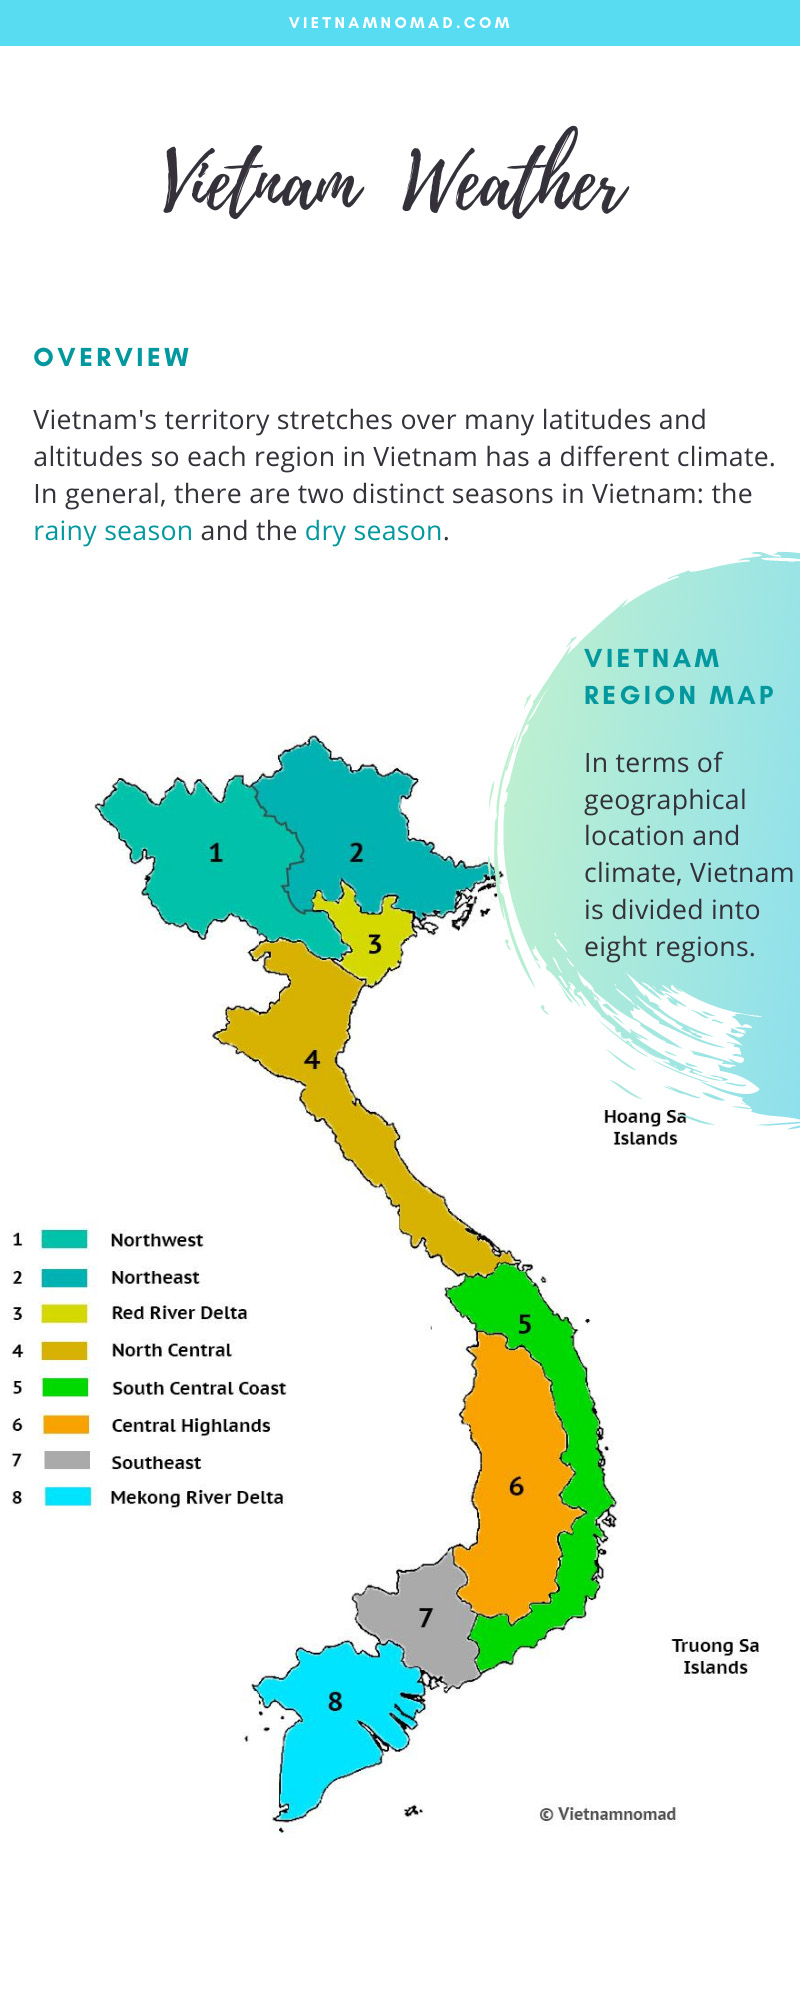 VIETNAMNOMAD.COM
Vietnam Weather
OVERVIEW
Vietnam's territory stretches over many latitudes and
altitudes so each region in Vietnam has a different climate.
In general, there are two distinct seasons in Vietnam: the
rainy season and the dry season.
VIETNAM
REGION MAP
In terms of
geographical
location and
climate, Vietnam
is divided into
eight regions.
1
2
3
4
Hoang Sa
Islands
1 Northwest
2 Northeast
3 Red River Delta
4 North Central
5 South Central Coast
6 Central Highlands
7 Southeast
8 Mekong River Delta
5
6
7
8
Truong Sa
Islands
© Vietnamnomad